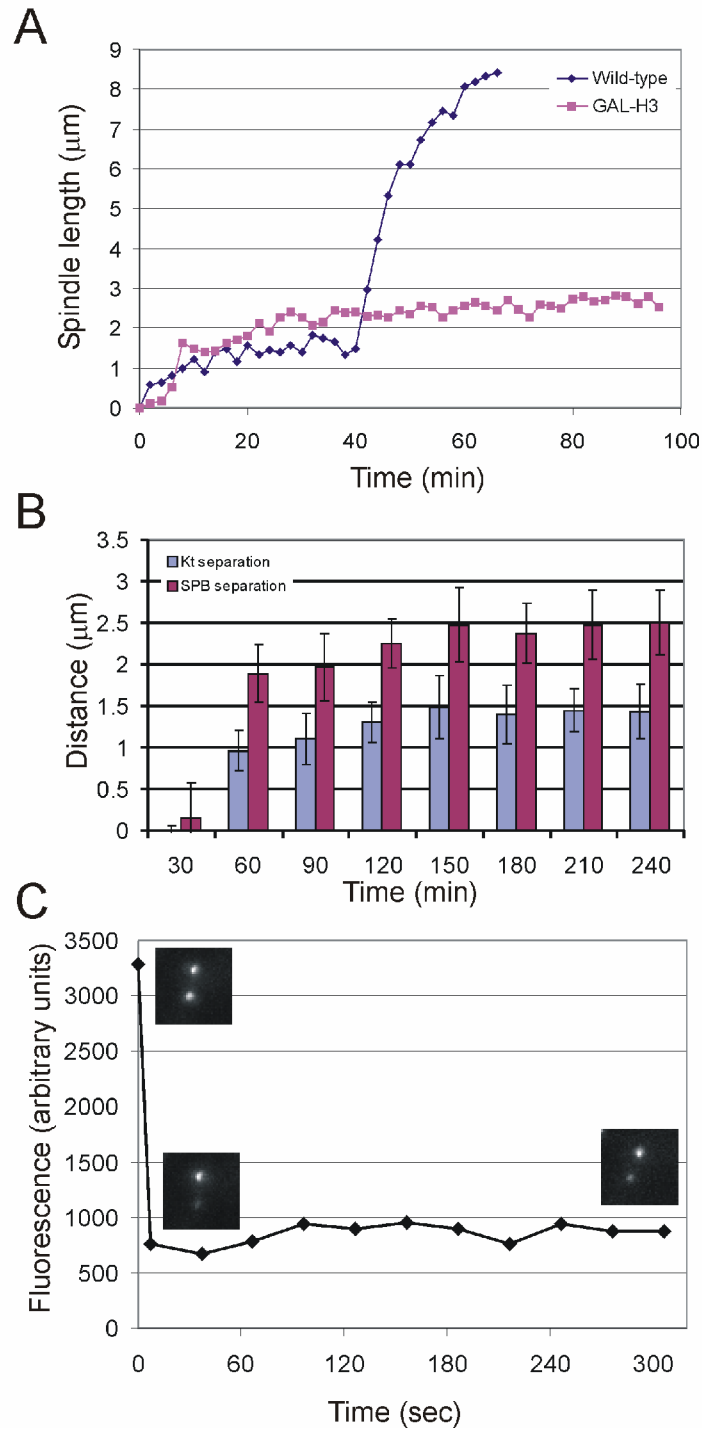 A
9
8
7
6
5
4
3
2
1
0
Spindle length (μm)
Wild-type
GAL-H3
0 20 40 60 80 100
Time (min)
B
3.5
3
2.5
2
1.5
1
0.5
0
Distance (μm)
Kt separation
SPB separation
30 60 90 120 150 180 210 240
Time (min)
C
3500
3000
2500
2000
1500
1000
500
0
Fluorescence (arbitrary units)
0 60 120 180 240 300
Time (sec)